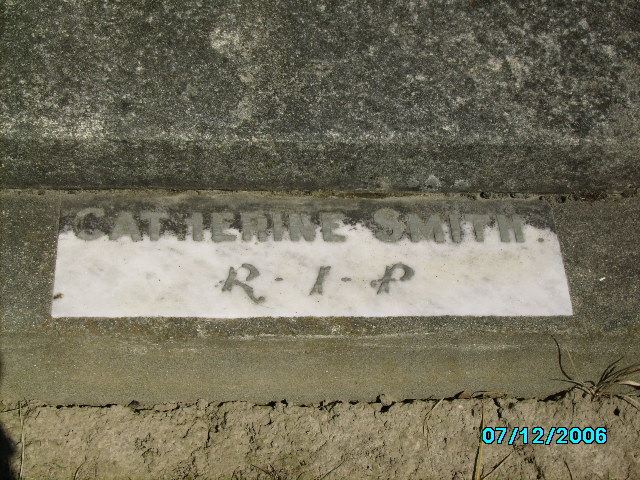 CATHERINE SMITH.
R·I·P
07/12/2006